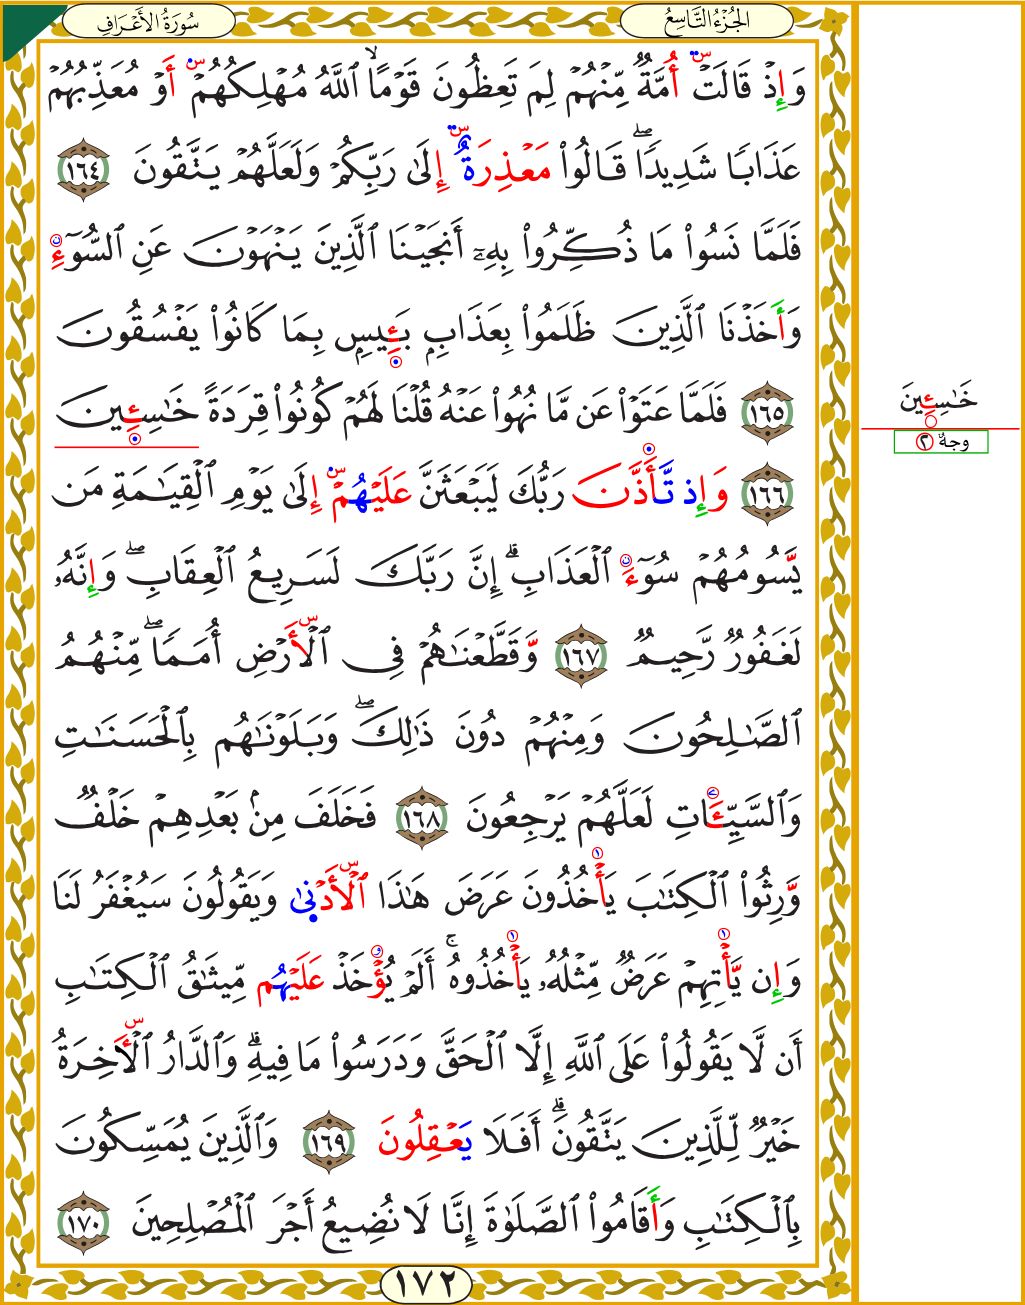 الجُزْءُ التَّاسِعُ
سُورَةُ الأَعْرَافِ
وَإِذْ قَالَتْ أُمَّةٌ مِّنْهُمْ لِمَ تَعِظُونَ قَوْمًا ۙ ٱللَّهُ مُهْلِكُهُمْ أَوْ مُعَذِّبُهُمْ
عَذَابًا شَدِيدًا ۖ قَالُوا۟ مَعْذِرَةٌ إِلَىٰ رَبِّكُمْ وَلَعَلَّهُمْ يَتَّقُونَ ١٦٤
فَلَمَّا نَسُوا۟ مَا ذُكِّرُوا۟ بِهِۦٓ أَنجَيْنَا ٱلَّذِينَ يَنْهَوْنَ عَنِ ٱلسُّوٓءِ
وَأَخَذْنَا ٱلَّذِينَ ظَلَمُوا۟ بِعَذَابٍۭ بَـِٔيسٍۭ بِمَا كَانُوا۟ يَفْسُقُونَ
١٦٥ فَلَمَّا عَتَوْا۟ عَن مَّا نُهُوا۟ عَنْهُ قُلْنَا لَهُمْ كُونُوا۟ قِرَدَةً خَـٰسِـِٔينَ
١٦٦ وَإِذ تَّأَذَّنَ رَبُّكَ لَيَبْعَثَنَّ عَلَيْهُمْ إِلَىٰ يَوْمِ ٱلْقِيَـٰمَةِ مَن
يَّسُومُهُمْ سُوٓءَ ٱلْعَذَابِ ۗ إِنَّ رَبَّكَ لَسَرِيعُ ٱلْعِقَابِ ۖ وَإِنَّهُۥ
لَغَفُورٌ رَّحِيمٌ ١٦٧ وَّقَطَّعْنَـٰهُمْ فِى ٱلْأَرْضِ أُمَمًا ۖ مِّنْهُمُ
ٱلصَّـٰلِحُونَ وَمِنْهُمْ دُونَ ذَٰلِكَ ۖ وَبَلَوْنَـٰهُم بِٱلْحَسَنَـٰتِ
وَٱلسَّيِّـَٔاتِ لَعَلَّهُمْ يَرْجِعُونَ ١٦٨ فَخَلَفَ مِنۢ بَعْدِهِمْ خَلْفٌ
وَّرِثُوا۟ ٱلْكِتَـٰبَ يَأْخُذُونَ عَرَضَ هَـٰذَا ٱلْأَدْنَىٰ وَيَقُولُونَ سَيُغْفَرُ لَنَا
وَإِن يَّأْتِهِمْ عَرَضٌ مِّثْلُهُۥ يَأْخُذُوهُ ۚ أَلَمْ يُؤْخَذْ عَلَيْهُم مِّيثَـٰقُ ٱلْكِتَـٰبِ
أَن لَّا يَقُولُوا۟ عَلَى ٱللَّهِ إِلَّا ٱلْحَقَّ وَدَرَسُوا۟ مَا فِيهِ ۗ وَٱلدَّارُ ٱلْـَٔاخِرَةُ
خَيْرٌ لِّلَّذِينَ يَتَّقُونَ ۗ أَفَلَا يَعْقِلُونَ ١٦٩ وَٱلَّذِينَ يُمَسِّكُونَ
بِٱلْكِتَـٰبِ وَأَقَامُوا۟ ٱلصَّلَوٰةَ إِنَّا لَا نُضِيعُ أَجْرَ ٱلْمُصْلِحِينَ ١٧٠
خَـٰسِـِٔينَ
٢ وجهٌ
١٧٢